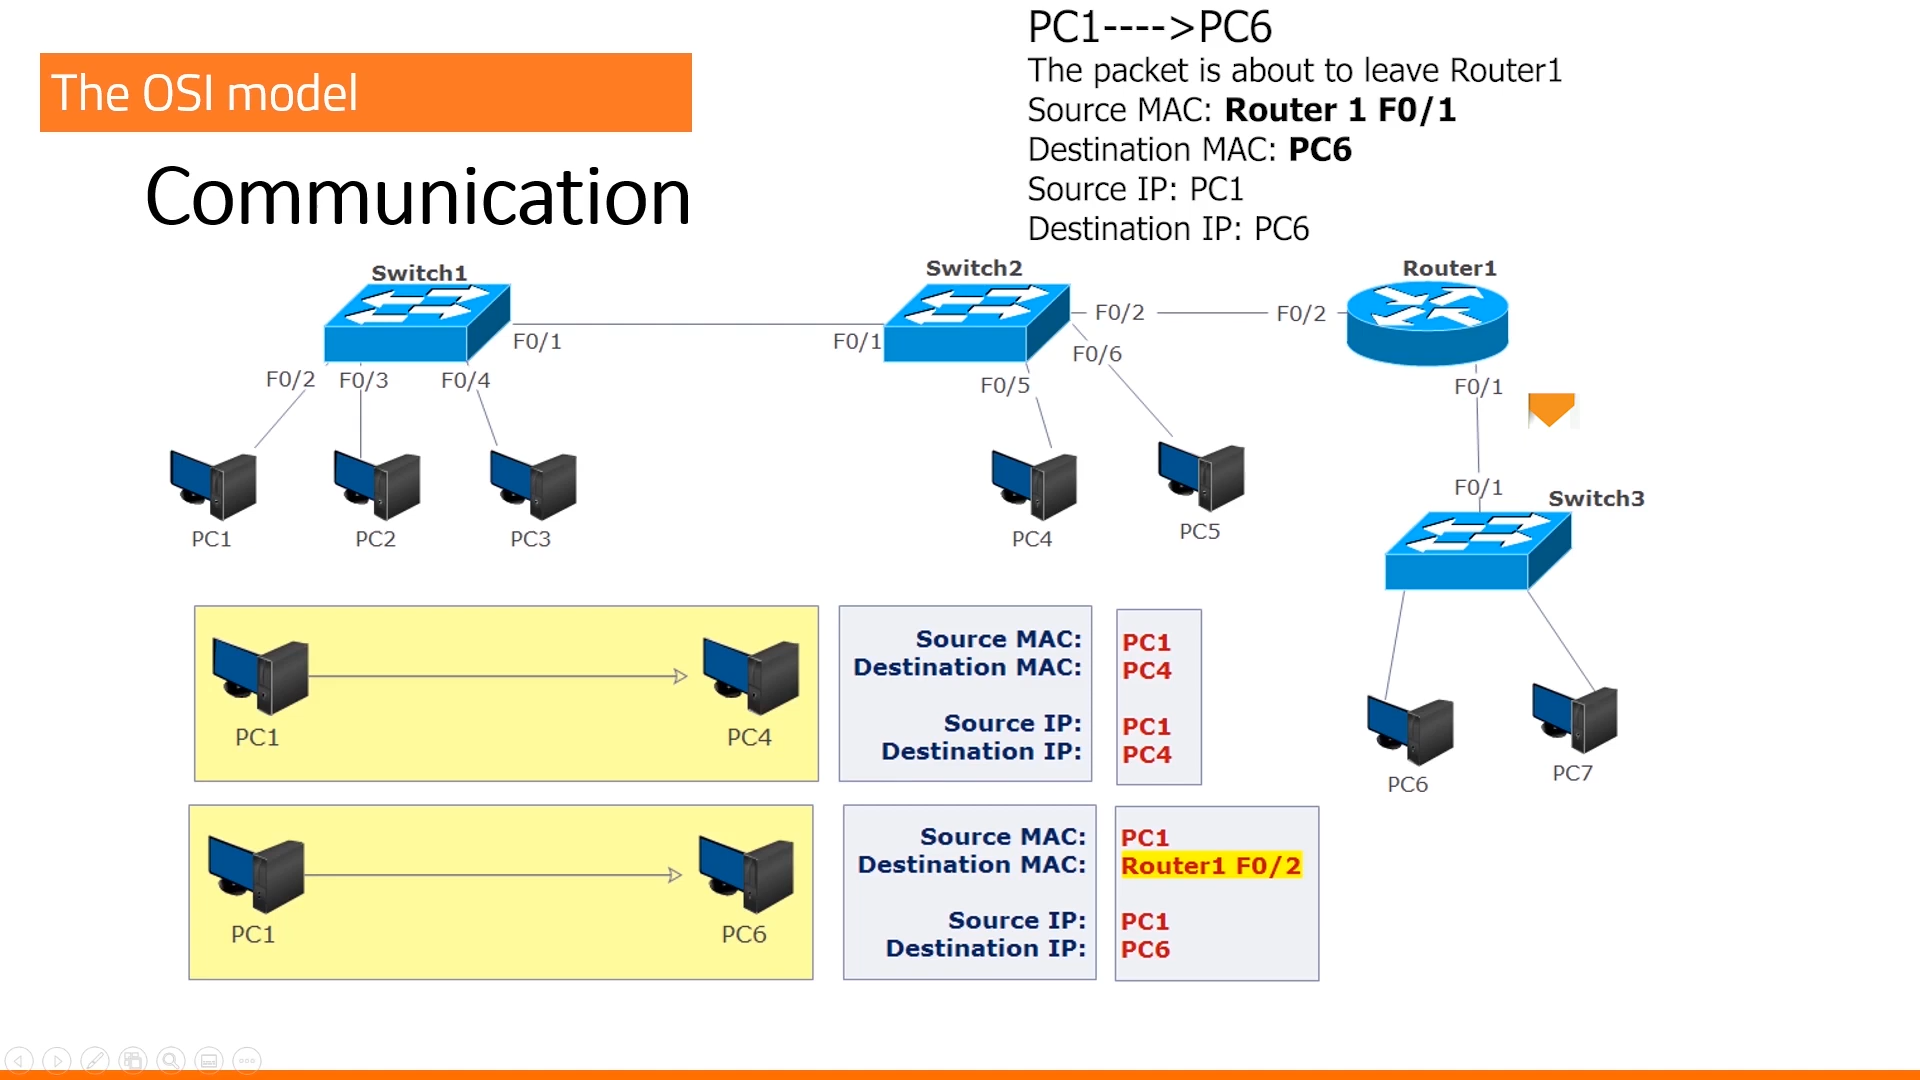 PC1---->PC6
The packet is about to leave Router1
Source MAC: Router 1 F0/1
Destination MAC: PC6
Source IP: PC1
Destination IP: PC6
The OSI model
Communication
Switch1
Switch2
Router1
F0/1
F0/1
F0/2
F0/2
F0/6
F0/2
F0/3
F0/4
F0/5
F0/1
F0/1
Switch3
PC1
PC2
PC3
PC4
PC5
PC6
PC7
PC1
PC4
Source MAC: PC1
Destination MAC: PC4
Source IP: PC1
Destination IP: PC4
PC1
PC6
Source MAC: PC1
Destination MAC: Router1 F0/2
Source IP: PC1
Destination IP: PC6